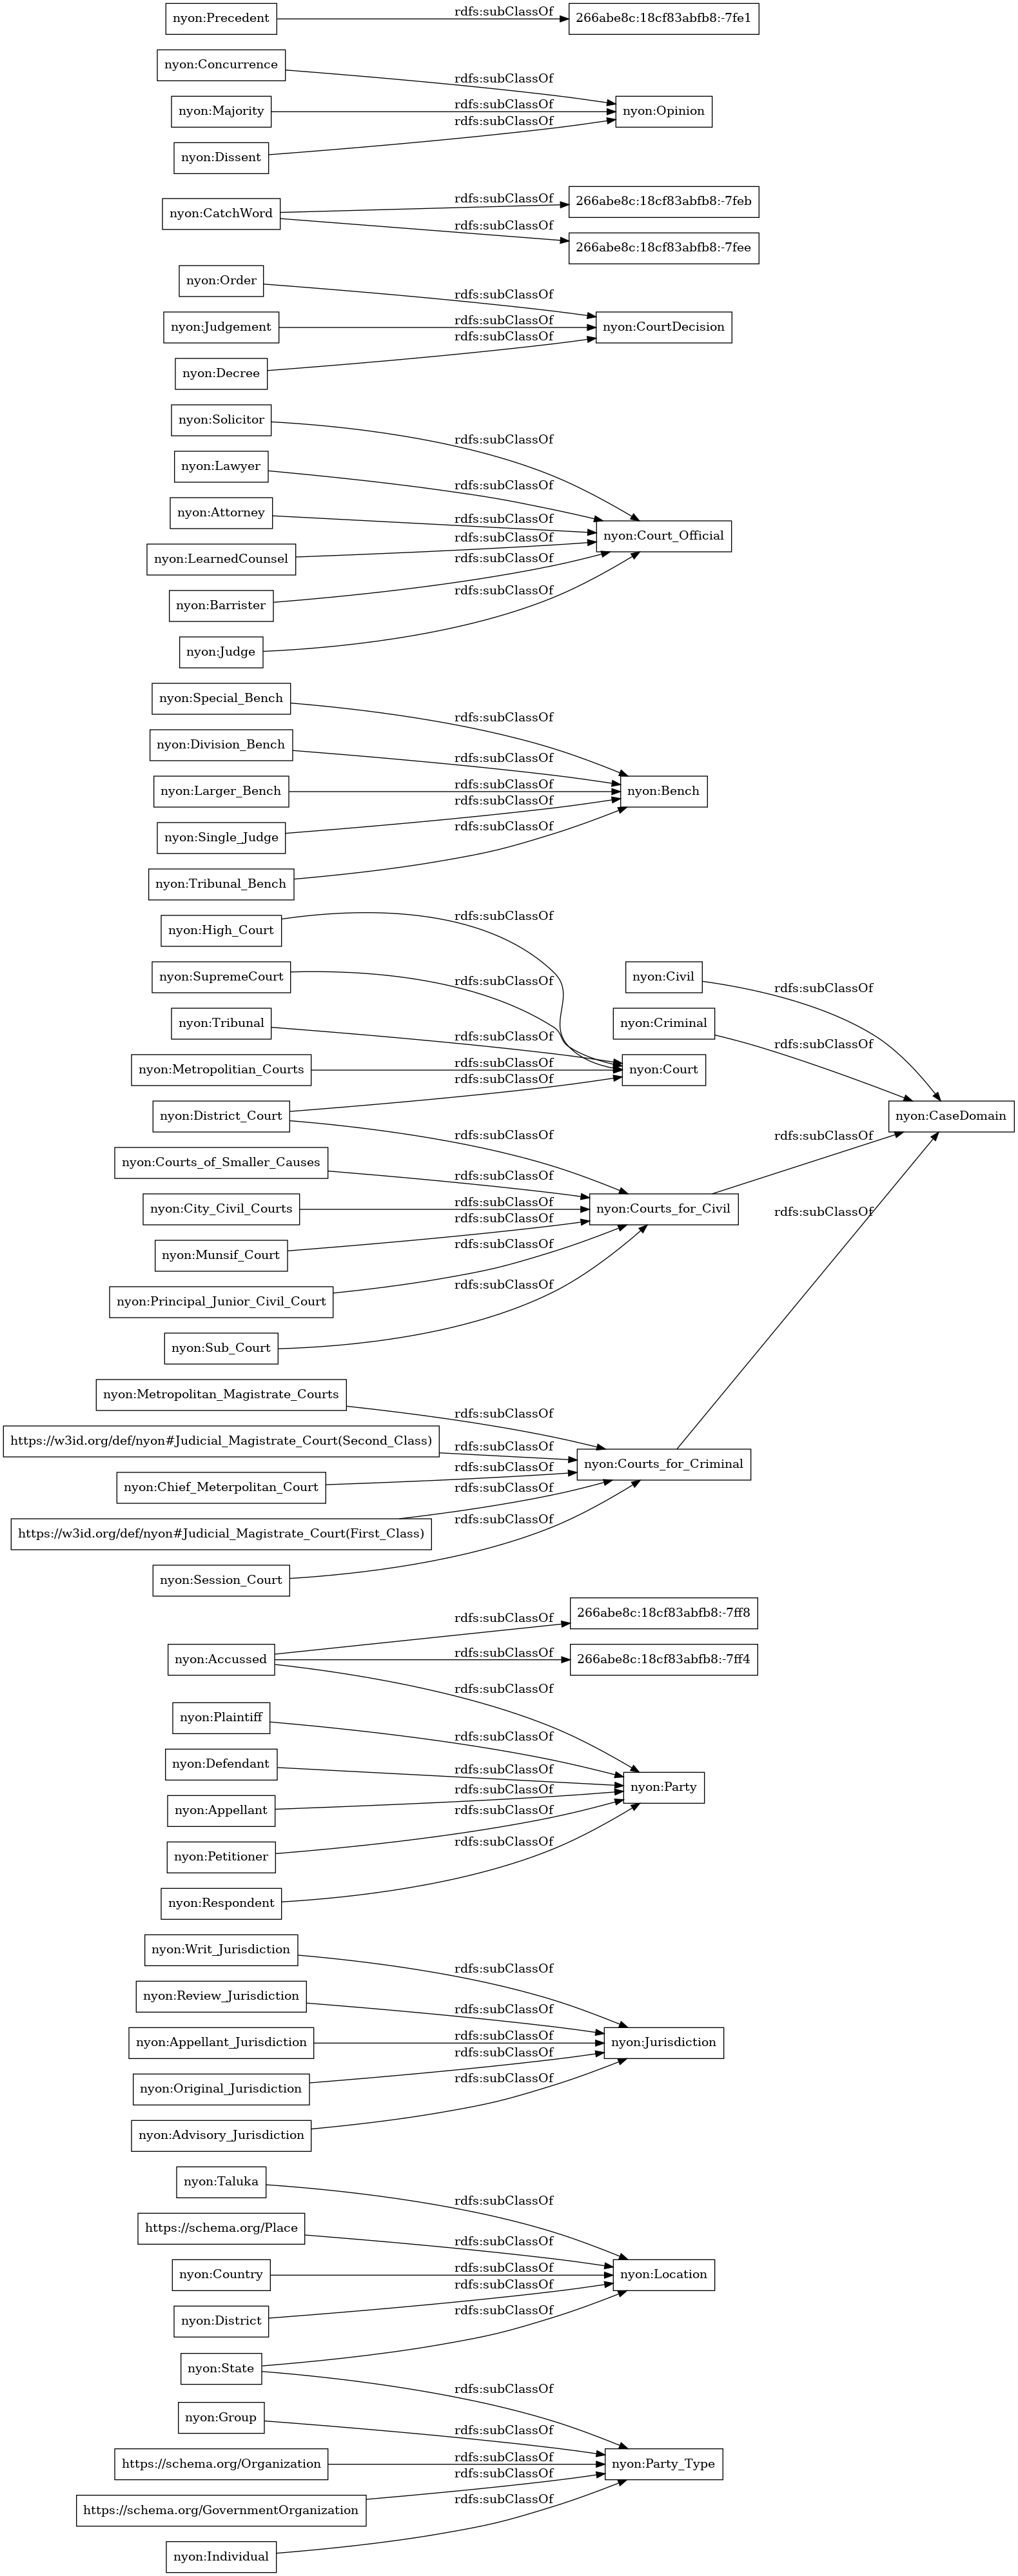 nyon:Precedent
rdfs:subClassOf
266abe8c:18cf83abfb8:-7fe1
nyon:Concurrence
rdfs:subClassOf
nyon:Majority
rdfs:subClassOf
nyon:Opinion
rdfs:subClassOf
nyon:Dissent
nyon:CatchWord
rdfs:subClassOf
266abe8c:18cf83abfb8:-7feb
rdfs:subClassOf
266abe8c:18cf83abfb8:-7fee
nyon:Order
rdfs:subClassOf
nyon:Judgement
rdfs:subClassOf
nyon:CourtDecision
rdfs:subClassOf
nyon:Decree
nyon:Solicitor
rdfs:subClassOf
nyon:Lawyer
rdfs:subClassOf
nyon:Attorney
rdfs:subClassOf
nyon:Court_Official
rdfs:subClassOf
nyon:LearnedCounsel
rdfs:subClassOf
nyon:Barrister
rdfs:subClassOf
nyon:Judge
nyon:Special_Bench
rdfs:subClassOf
nyon:Division_Bench
rdfs:subClassOf
nyon:Larger_Bench
rdfs:subClassOf
nyon:Bench
rdfs:subClassOf
nyon:Single_Judge
rdfs:subClassOf
nyon:Tribunal_Bench
nyon:High_Court
rdfs:subClassOf
nyon:SupremeCourt
rdfs:subClassOf
nyon:Civil
rdfs:subClassOf
nyon:Tribunal
rdfs:subClassOf
nyon:Criminal
rdfs:subClassOf
nyon:Metropolitian_Courts
rdfs:subClassOf
nyon:Court
rdfs:subClassOf
nyon:District_Court
nyon:CaseDomain
rdfs:subClassOf
rdfs:subClassOf
nyon:Courts_of_Smaller_Causes
rdfs:subClassOf
nyon:City_Civil_Courts
rdfs:subClassOf
nyon:Courts_for_Civil
rdfs:subClassOf
rdfs:subClassOf
nyon:Munsif_Court
rdfs:subClassOf
nyon:Principal_Junior_Civil_Court
rdfs:subClassOf
nyon:Sub_Court
nyon:Metropolitan_Magistrate_Courts
rdfs:subClassOf
https://w3id.org/def/nyon#Judicial_Magistrate_Court(Second_Class)
rdfs:subClassOf
nyon:Courts_for_Criminal
rdfs:subClassOf
nyon:Chief_Meterpolitan_Court
rdfs:subClassOf
https://w3id.org/def/nyon#Judicial_Magistrate_Court(First_Class)
rdfs:subClassOf
nyon:Session_Court
rdfs:subClassOf
266abe8c:18cf83abfb8:-7ff8
nyon:Accussed
rdfs:subClassOf
266abe8c:18cf83abfb8:-7ff4
rdfs:subClassOf
nyon:Plaintiff
rdfs:subClassOf
nyon:Defendant
rdfs:subClassOf
nyon:Party
rdfs:subClassOf
nyon:Appellant
rdfs:subClassOf
nyon:Petitioner
rdfs:subClassOf
nyon:Respondent
nyon:Writ_Jurisdiction
rdfs:subClassOf
nyon:Review_Jurisdiction
rdfs:subClassOf
nyon:Appellant_Jurisdiction
rdfs:subClassOf
nyon:Jurisdiction
rdfs:subClassOf
nyon:Original_Jurisdiction
rdfs:subClassOf
nyon:Advisory_Jurisdiction
nyon:Taluka
rdfs:subClassOf
https://schema.org/Place
rdfs:subClassOf
nyon:Country
rdfs:subClassOf
nyon:Location
rdfs:subClassOf
nyon:District
rdfs:subClassOf
nyon:State
rdfs:subClassOf
nyon:Group
rdfs:subClassOf
https://schema.org/Organization
rdfs:subClassOf
nyon:Party_Type
rdfs:subClassOf
https://schema.org/GovernmentOrganization
rdfs:subClassOf
nyon:Individual